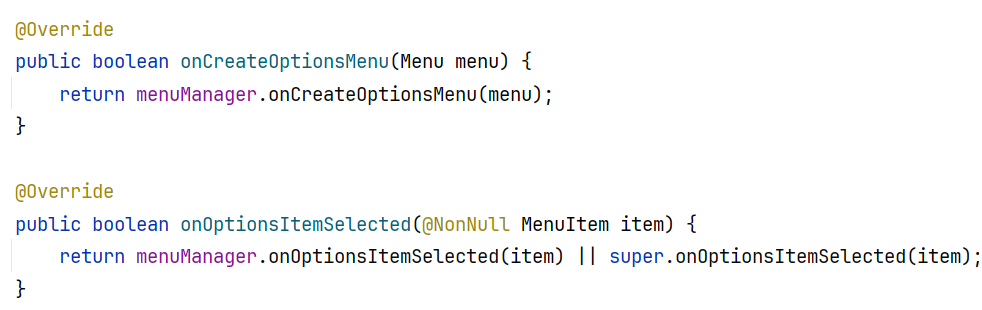 @Override
public boolean onCreateOptionsMenu(Menu menu) {
    return menuManager.onCreateOptionsMenu(menu);
}

@Override
public boolean onOptionsItemSelected(@NonNull MenuItem item) {
    return menuManager.onOptionsItemSelected(item) || super.onOptionsItemSelected(item);
}